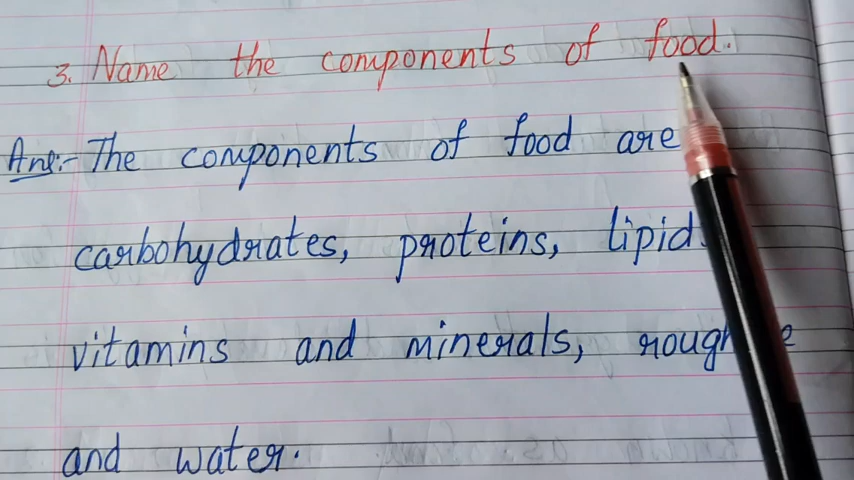 3. Name the components of food.
Ans:- The components of food are
carbohydrates, proteins, lipid
vitamins and minerals,
and water.